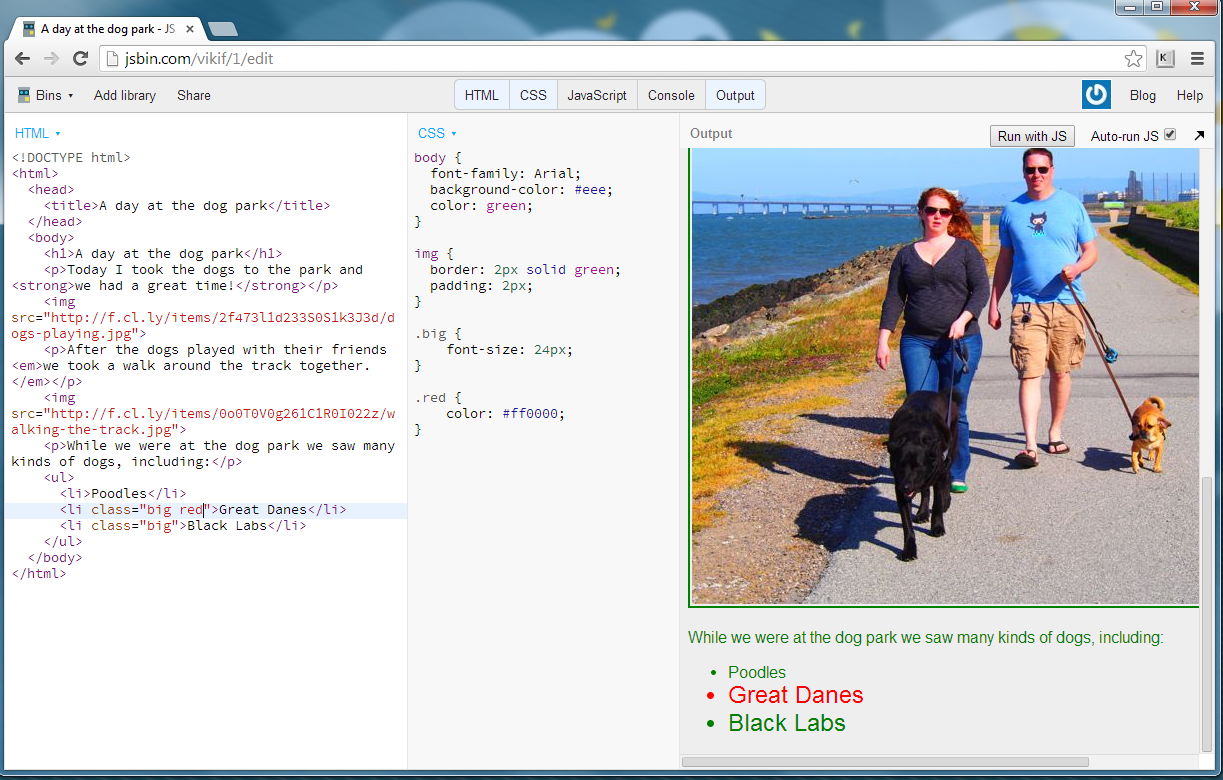 A day at the dog park - JS
jsbin.com/vikif/1/edit
Bins
Add library
Share
HTML
CSS
JavaScript
Console
Output
Blog
Help
HTML
<!DOCTYPE html>
<html>
  <head>
    <title>A day at the dog park</title>
  </head>
  <body>
    <h1>A day at the dog park</h1>
    <p>Today I took the dogs to the park and
<strong>we had a great time!</strong></p>
    <img
src="http://f.cl.ly/items/2f473l1d233S0S1k3J3d/d
ogs-playing.jpg">
    <p>After the dogs played with their friends
<em>we took a walk around the track together.
</em></p>
    <img
src="http://f.cl.ly/items/0o0T0V0g261C1R0I022z/w
alking-the-track.jpg">
    <p>While we were at the dog park we saw many
kinds of dogs, including:</p>
    <ul>
      <li>Poodles</li>
      <li class="big red">Great Danes</li>
      <li class="big">Black Labs</li>
    </ul>
  </body>
</html>
CSS
body {
  font-family: Arial;
  background-color: #eee;
  color: green;
}
img {
  border: 2px solid green;
  padding: 2px;
}
.big {
    font-size: 24px;
}
.red {
    color: #ff0000;
}
Output
Run with JS
Auto-run JS
While we were at the dog park we saw many kinds of dogs, including:
• Poodles
• Great Danes
• Black Labs